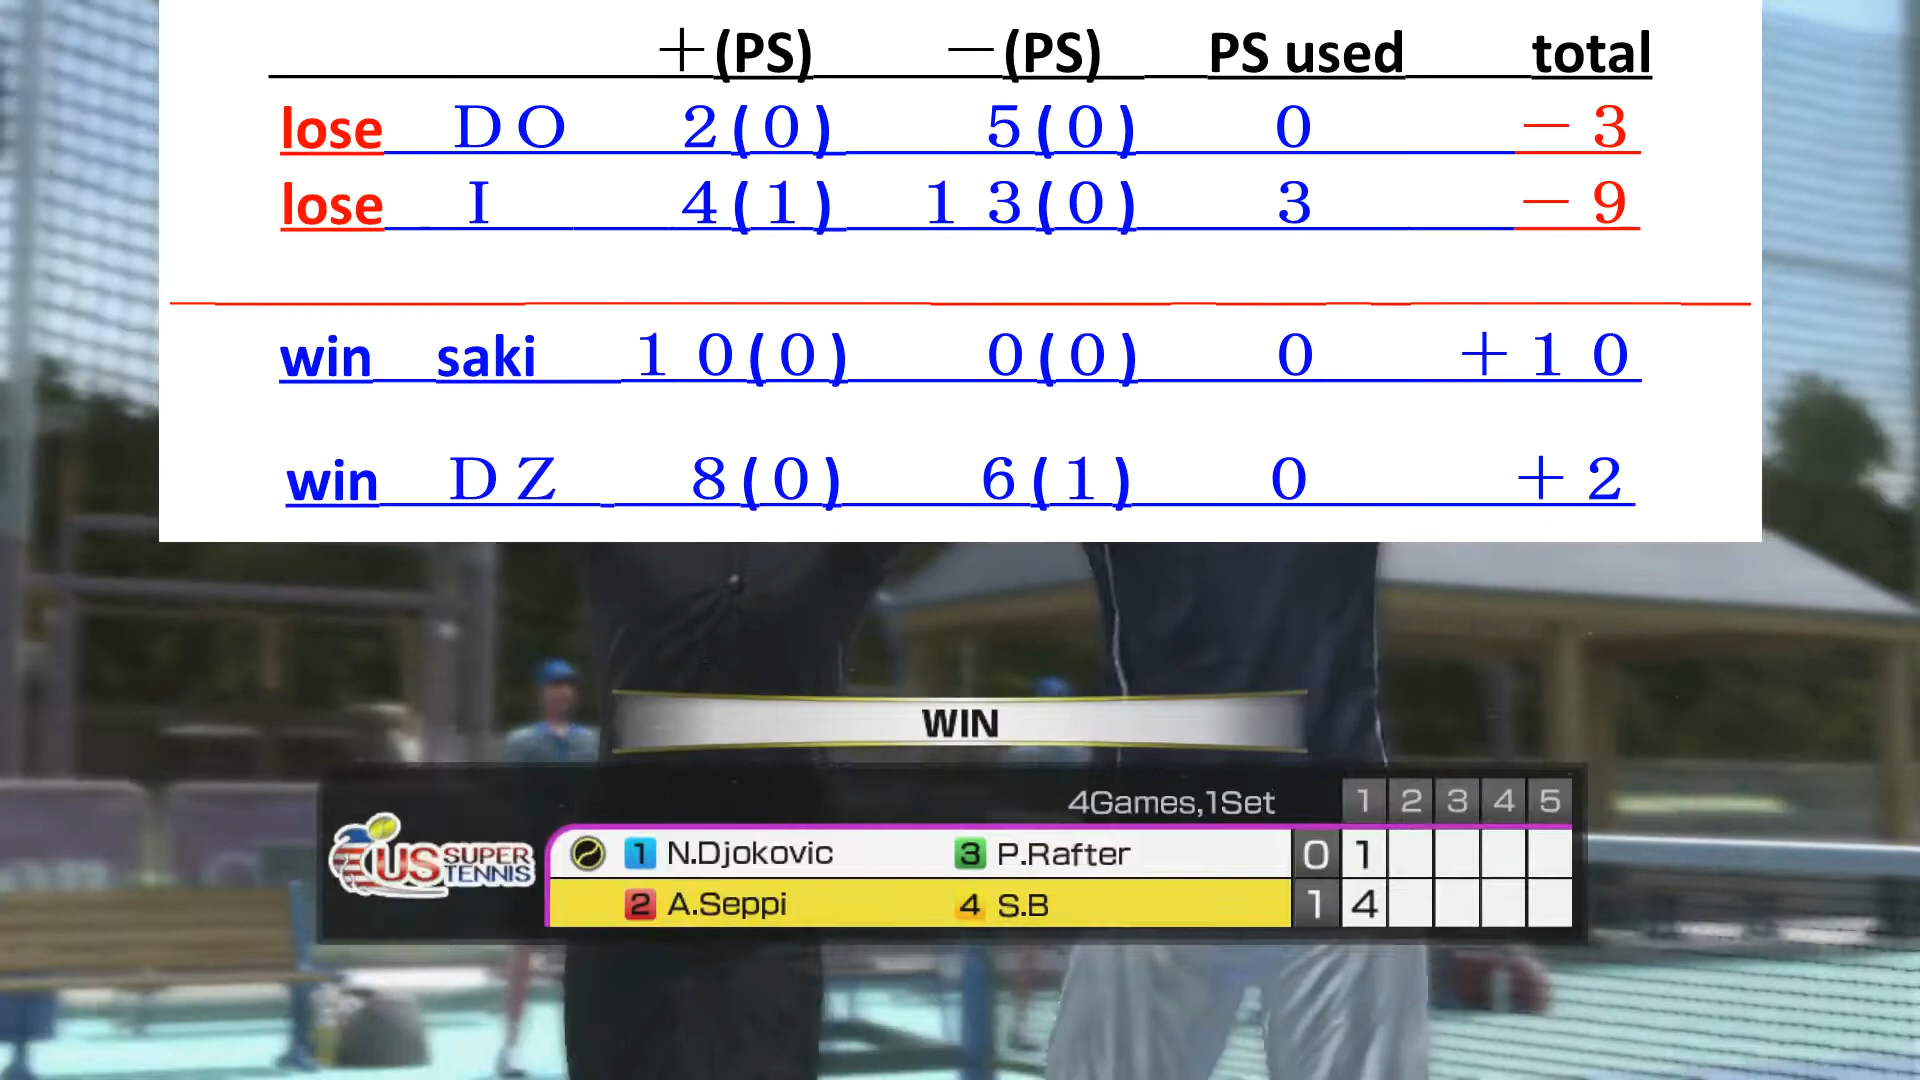 ＋(PS) －(PS) PS used total
lose ＤＯ ２(０) ５(０) ０ －３
lose Ｉ ４(１) １３(０) ３ －９
win saki １０(０) ０(０) ０ ＋１０
win ＤＺ ８(０) ６(１) ０ ＋２
WIN
4Games,1Set 1 2 3 4 5
US SUPER TENNIS
1 N.Djokovic 3 P.Rafter 0 1
2 A.Seppi 4 S.B 1 4